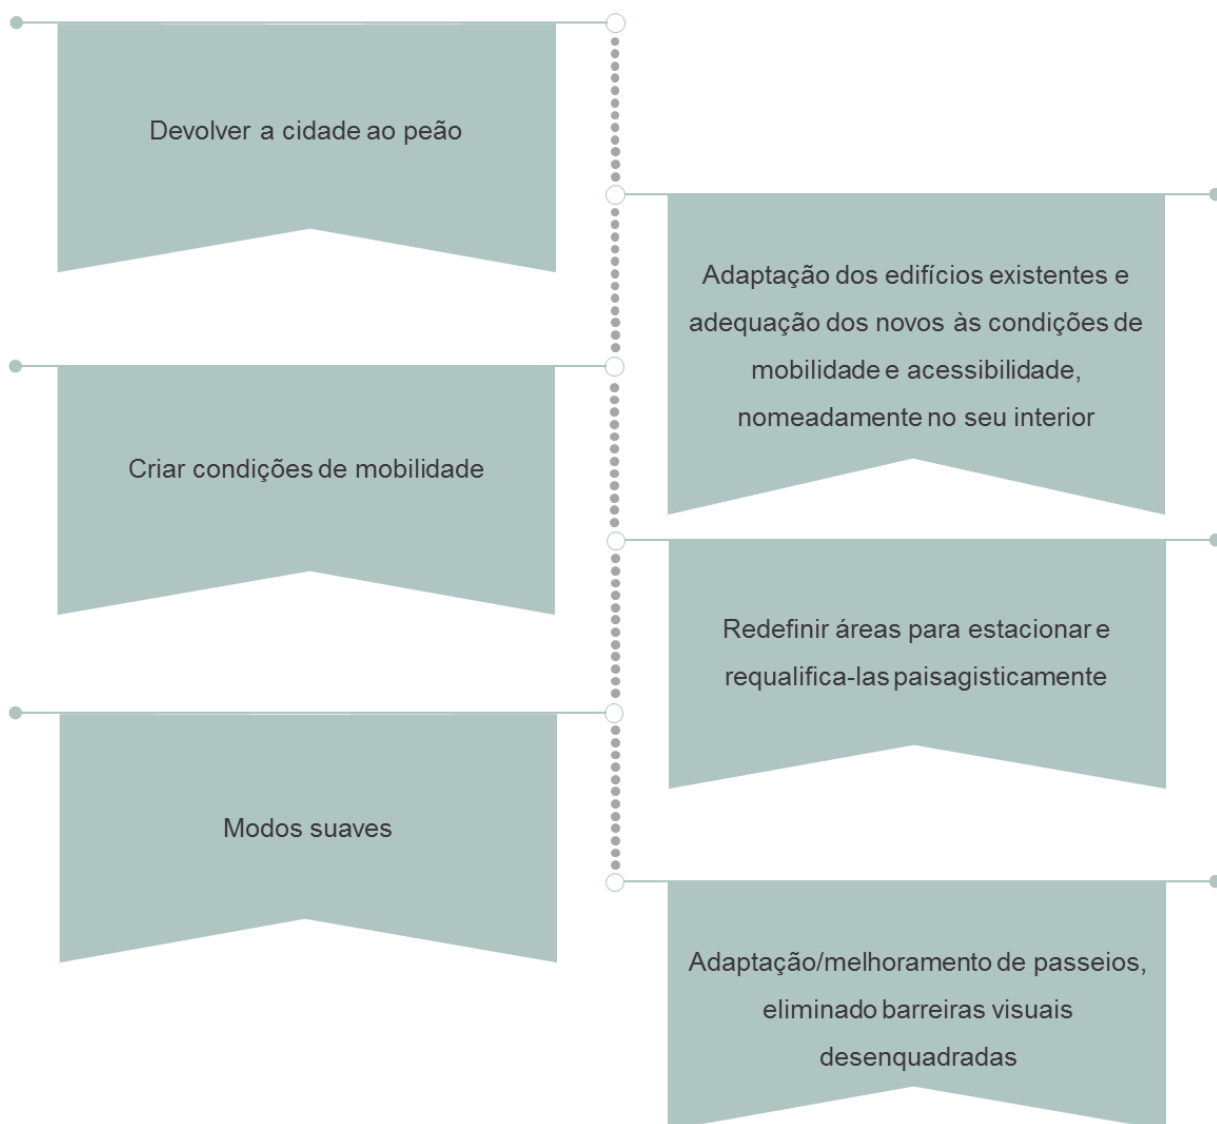 Devolver a cidade ao peão
Adaptação dos edifícios existentes e
adequação dos novos às condições de
mobilidade e acessibilidade,
nomeadamente no seu interior
Criar condições de mobilidade
Redefinir áreas para estacionar e
requalifica-las paisagisticamente
Modos suaves
Adaptação/melhoramento de passeios,
eliminado barreiras visuais
desenquadradas